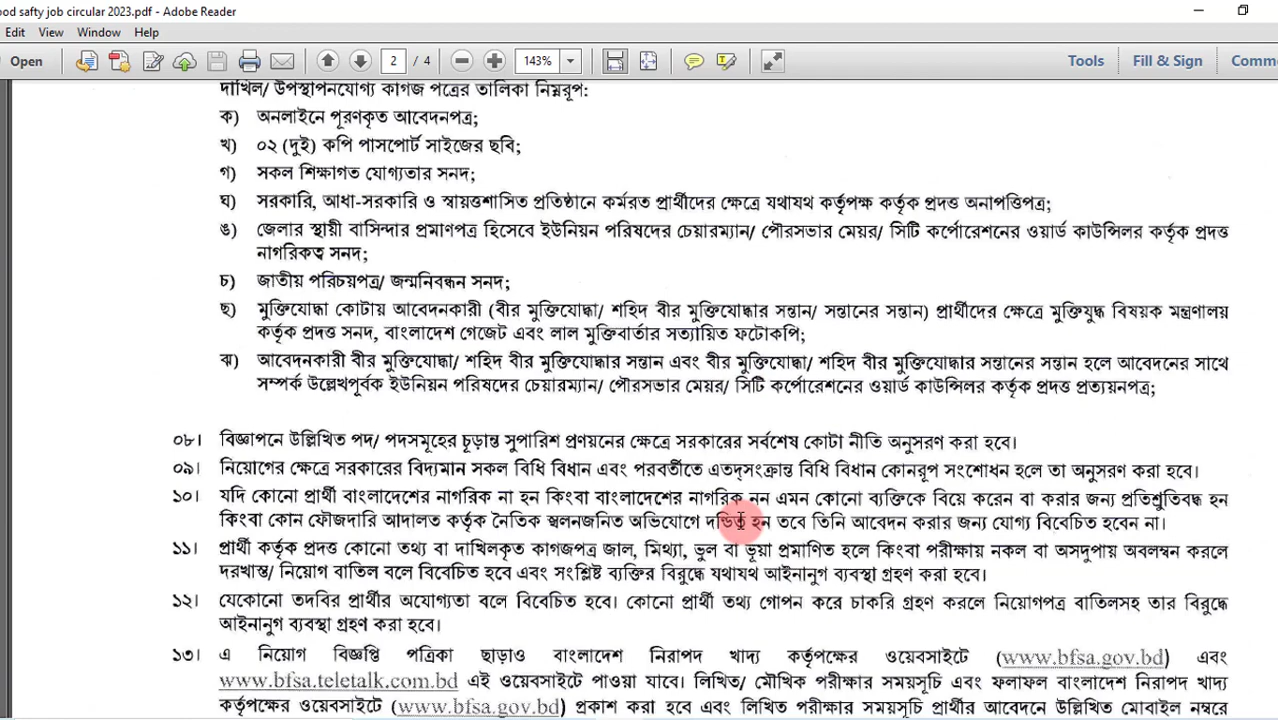 ood safty job circular 2023.pdf - Adobe Reader
Edit View Window Help
Open 2 / 4 143% Tools Fill & Sign Comm
দাখিল/ উপস্থাপনযোগ্য কাগজ পত্রের তালিকা নিম্নরূপ:
ক) অনলাইনে পূরণকৃত আবেদনপত্র;
খ) ০২ (দুই) কপি পাসপোর্ট সাইজের ছবি;
গ) সকল শিক্ষাগত যোগ্যতার সনদ;
ঘ) সরকারি, আধা-সরকারি ও স্বায়ত্তশাসিত প্রতিষ্ঠানে কর্মরত প্রার্থীদের ক্ষেত্রে যথাযথ কর্তৃপক্ষ কর্তৃক প্রদত্ত অনাপত্তিপত্র;
ঙ) জেলার স্থায়ী বাসিন্দার প্রমাণপত্র হিসেবে ইউনিয়ন পরিষদের চেয়ারম্যান/ পৌরসভার মেয়র/ সিটি কর্পোরেশনের ওয়ার্ড কাউন্সিলর কর্তৃক প্রদত্ত
নাগরিকত্ব সনদ;
চ) জাতীয় পরিচয়পত্র/ জন্মনিবন্ধন সনদ;
ছ) মুক্তিযোদ্ধা কোটায় আবেদনকারী (বীর মুক্তিযোদ্ধা/ শহিদ বীর মুক্তিযোদ্ধার সন্তান/ সন্তানের সন্তান) প্রার্থীদের ক্ষেত্রে মুক্তিযুদ্ধ বিষয়ক মন্ত্রণালয়
কর্তৃক প্রদত্ত সনদ, বাংলাদেশ গেজেট এবং লাল মুক্তিবার্তার সত্যায়িত ফটোকপি;
ঝ) আবেদনকারী বীর মুক্তিযোদ্ধা/ শহিদ বীর মুক্তিযোদ্ধার সন্তান এবং বীর মুক্তিযোদ্ধা/ শহিদ বীর মুক্তিযোদ্ধার সন্তানের সন্তান হলে আবেদনের সাথে
সম্পর্ক উল্লেখপূর্বক ইউনিয়ন পরিষদের চেয়ারম্যান/ পৌরসভার মেয়র/ সিটি কর্পোরেশনের ওয়ার্ড কাউন্সিলর কর্তৃক প্রদত্ত প্রত্যয়নপত্র;
০৮। বিজ্ঞাপনে উল্লিখিত পদ/ পদসমূহের চূড়ান্ত সুপারিশ প্রণয়নের ক্ষেত্রে সরকারের সর্বশেষ কোটা নীতি অনুসরণ করা হবে।
০৯। নিয়োগের ক্ষেত্রে সরকারের বিদ্যমান সকল বিধি বিধান এবং পরবর্তীতে এতদ্‌সংক্রান্ত বিধি বিধান কোনরূপ সংশোধন হলে তা অনুসরণ করা হবে।
১০। যদি কোনো প্রার্থী বাংলাদেশের নাগরিক না হন কিংবা বাংলাদেশের নাগরিক নন এমন কোনো ব্যক্তিকে বিয়ে করেন বা করার জন্য প্রতিশ্রুতিবদ্ধ হন
কিংবা কোন ফৌজদারি আদালত কর্তৃক নৈতিক স্খলনজনিত অভিযোগে দন্ডিত হন তবে তিনি আবেদন করার জন্য যোগ্য বিবেচিত হবেন না।
১১। প্রার্থী কর্তৃক প্রদত্ত কোনো তথ্য বা দাখিলকৃত কাগজপত্র জাল, মিথ্যা, ভুল বা ভূয়া প্রমাণিত হলে কিংবা পরীক্ষায় নকল বা অসদুপায় অবলম্বন করলে
দরখাস্ত/ নিয়োগ বাতিল বলে বিবেচিত হবে এবং সংশ্লিষ্ট ব্যক্তির বিরুদ্ধে যথাযথ আইনানুগ ব্যবস্থা গ্রহণ করা হবে।
১২। যেকোনো তদবির প্রার্থীর অযোগ্যতা বলে বিবেচিত হবে। কোনো প্রার্থী তথ্য গোপন করে চাকরি গ্রহণ করলে নিয়োগপত্র বাতিলসহ তার বিরুদ্ধে
আইনানুগ ব্যবস্থা গ্রহণ করা হবে।
১৩। এ নিয়োগ বিজ্ঞপ্তি পত্রিকা ছাড়াও বাংলাদেশ নিরাপদ খাদ্য কর্তৃপক্ষের ওয়েবসাইটে (www.bfsa.gov.bd) এবং
www.bfsa.teletalk.com.bd এই ওয়েবসাইটে পাওয়া যাবে। লিখিত/ মৌখিক পরীক্ষার সময়সূচি এবং ফলাফল বাংলাদেশ নিরাপদ খাদ্য
কর্তৃপক্ষের ওয়েবসাইটে (www.bfsa.gov.bd) প্রকাশ করা হবে এবং লিখিত পরীক্ষার সময়সূচি প্রার্থীর আবেদনে উল্লিখিত মোবাইল নম্বরে